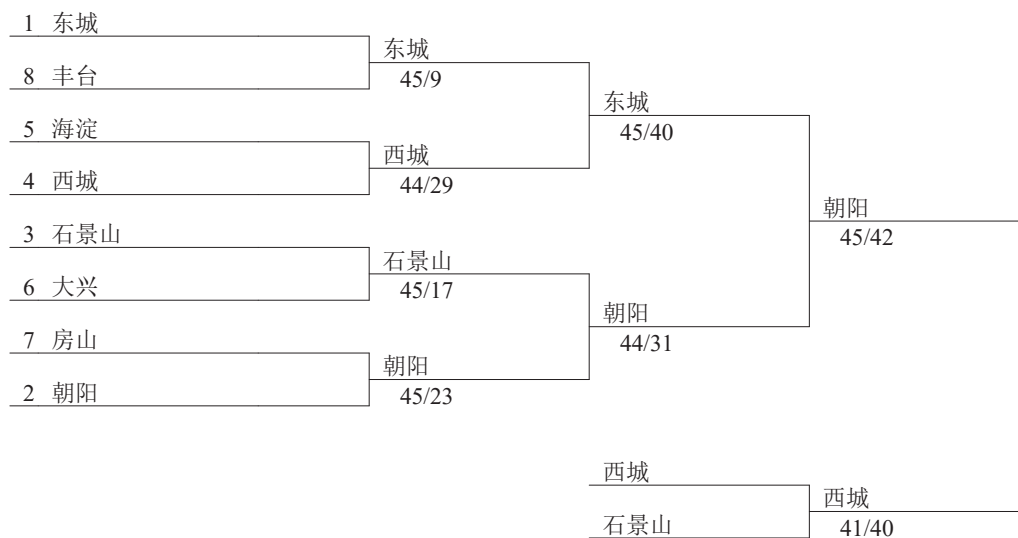 1 东城
8 丰台
5 海淀
4 西城
3 石景山
6 大兴
7 房山
2 朝阳
东城
45/9
西城
44/29
石景山
45/17
朝阳
45/23
东城
45/40
朝阳
44/31
朝阳
45/42
西城
石景山
西城
41/40